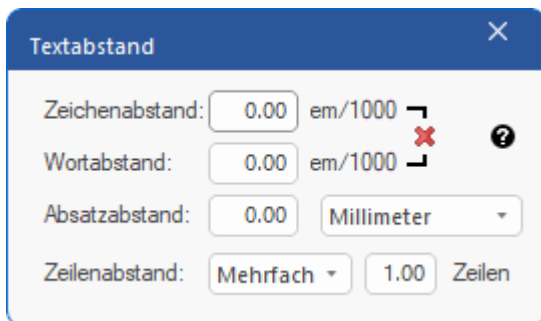 Textabstand
Zeichenabstand: 0.00 em/1000
Wortabstand: 0.00 em/1000
Absatzabstand: 0.00 Millimeter
Zeilenabstand: Mehrfach 1.00 Zeilen